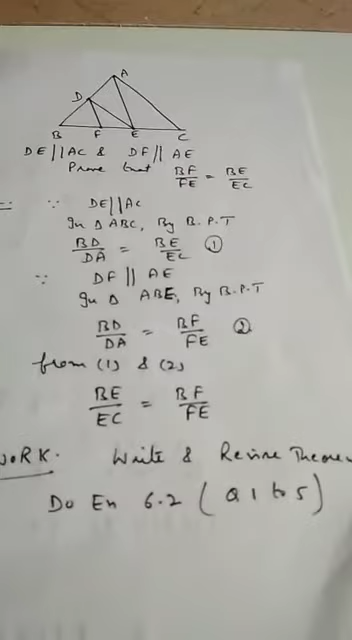 A
D
B F E C
DE || AC & DF || AE
Prove that BF/FE = BE/EC
∵ DE || AC
In Δ ABC, By B.P.T
BD/DA = BE/EC ①
∵ DF || AE
In Δ ABE, By B.P.T
BD/DA = BF/FE ②
from (1) & (2)
BE/EC = BF/FE
WORK. Write & Revise Theore
Do Ex 6.2 (Q 1 to 5)